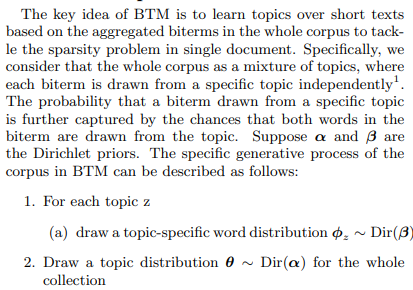 The key idea of BTM is to learn topics over short texts
based on the aggregated biterms in the whole corpus to tack-
le the sparsity problem in single document. Specifically, we
consider that the whole corpus as a mixture of topics, where
each biterm is drawn from a specific topic independently¹.
The probability that a biterm drawn from a specific topic
is further captured by the chances that both words in the
biterm are drawn from the topic. Suppose α and β are
the Dirichlet priors. The specific generative process of the
corpus in BTM can be described as follows:
1. For each topic z
(a) draw a topic-specific word distribution ϕ_z ∼ Dir(β)
2. Draw a topic distribution θ ∼ Dir(α) for the whole
collection